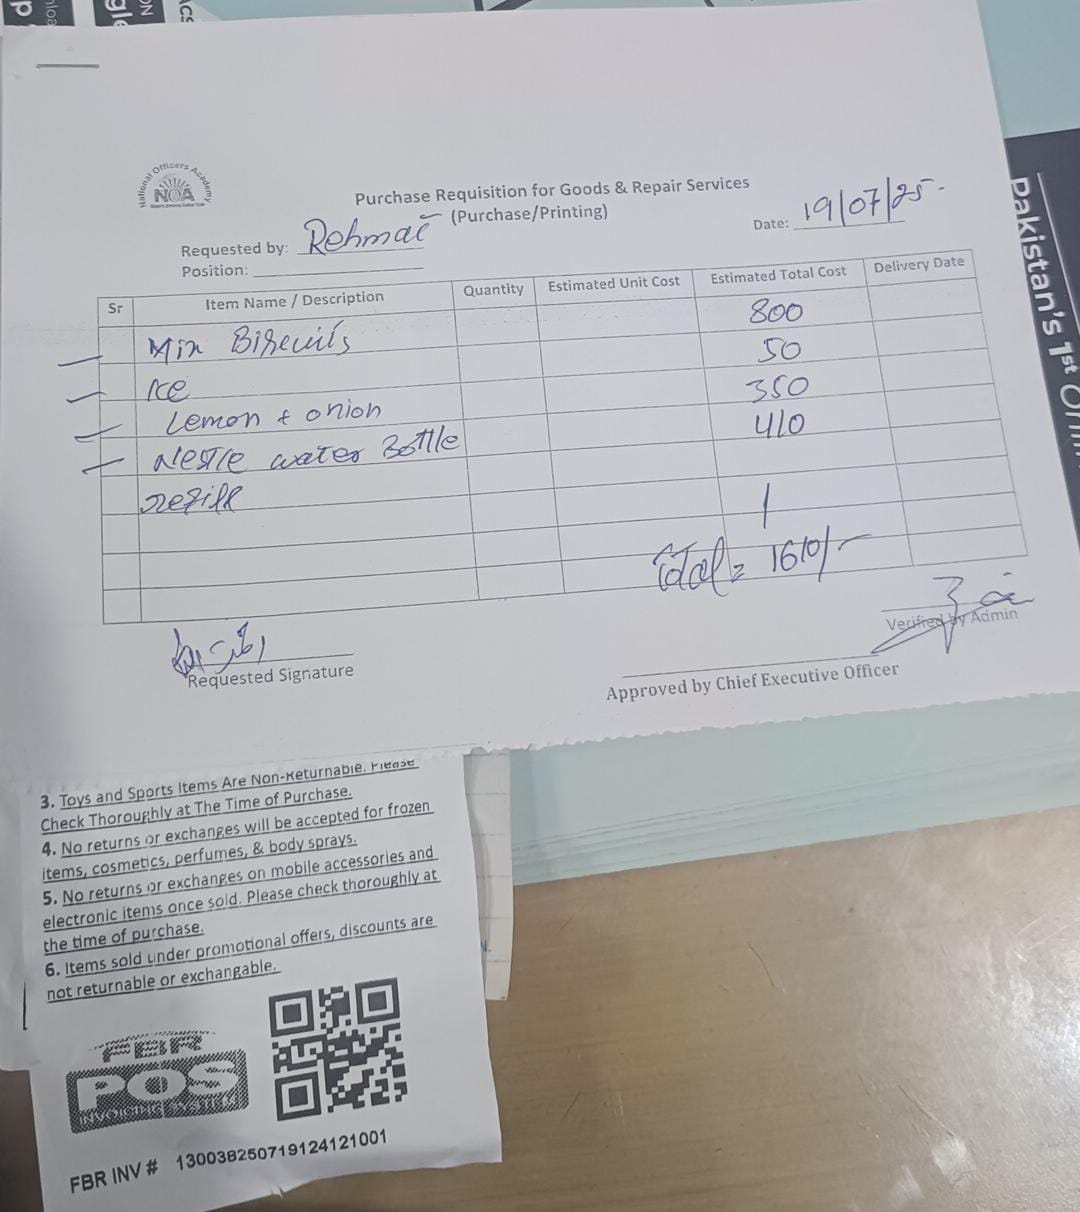 National Officers Academy
NOA
Purchase Requisition for Goods & Repair Services
(Purchase/Printing)
Requested by: Rehmat
Date: 19/07/25
Position:
Sr Item Name / Description Quantity Estimated Unit Cost Estimated Total Cost Delivery Date
Mix Biscuits 800
Ice 50
Lemon + onion 350
Nestle water Bottle 410
refill
Total = 1610/-
Verified by Admin
Requested Signature
Approved by Chief Executive Officer
Pakistan's 1st
3. Toys and Sports Items Are Non-Returnable. Please
Check Thoroughly at The Time of Purchase.
4. No returns or exchanges will be accepted for frozen
items, cosmetics, perfumes, & body sprays.
5. No returns or exchanges on mobile accessories and
electronic items once sold. Please check thoroughly at
the time of purchase.
6. Items sold under promotional offers, discounts are
not returnable or exchangable.
FBR
POS
INVOICING SYSTEM
FBR INV # 130038250719124121001